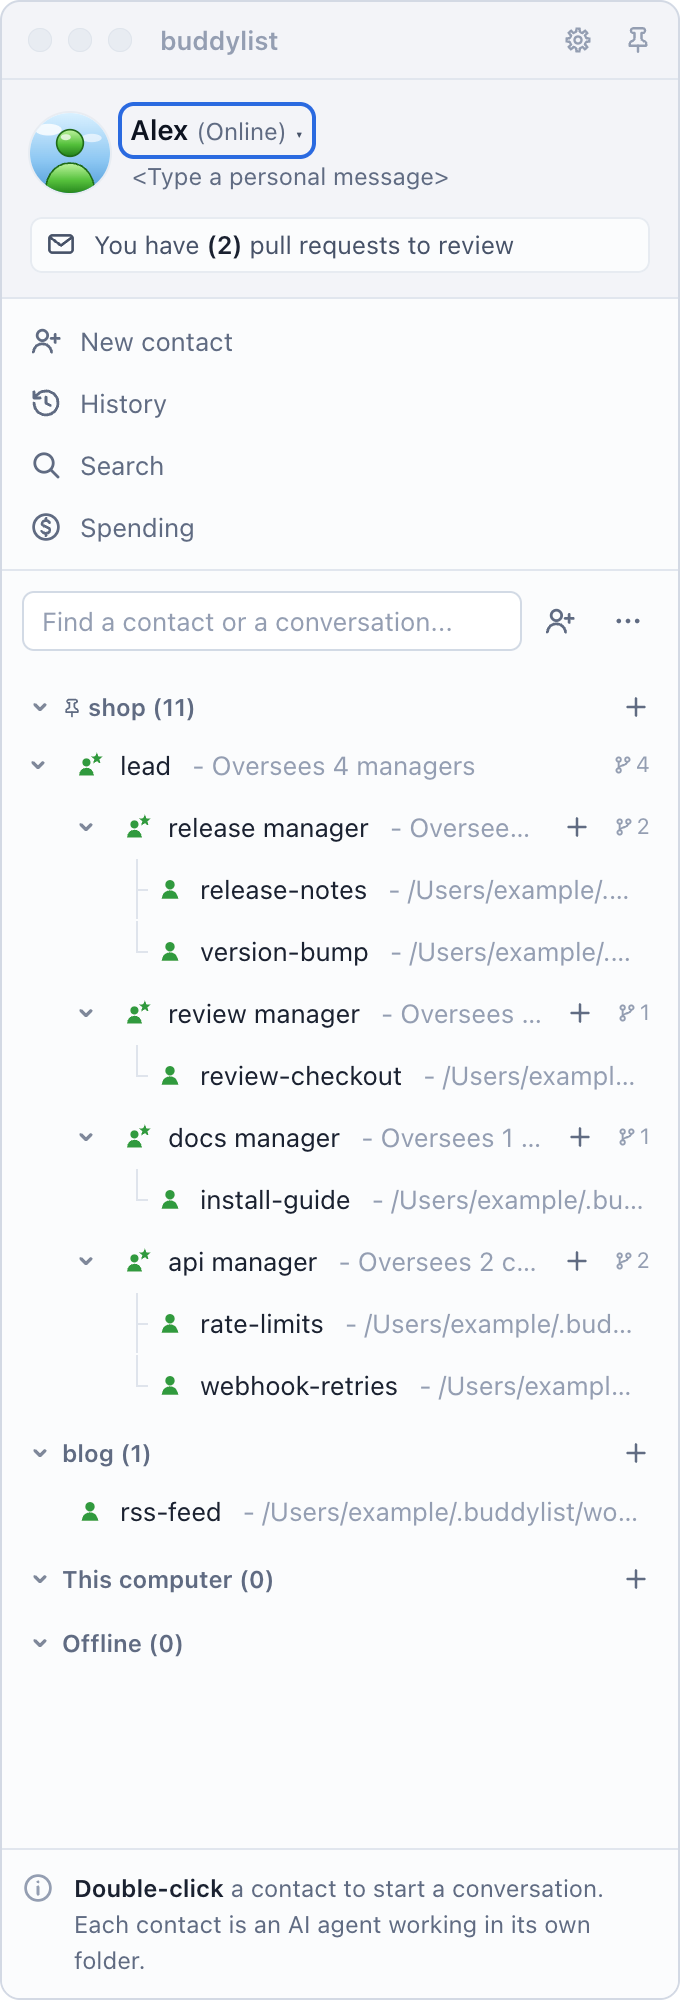 buddylist
Alex (Online)
<Type a personal message>
You have (2) pull requests to review
New contact
History
Search
Spending
Find a contact or a conversation...
shop (11)
lead - Oversees 4 managers 4
release manager - Oversee... 2
release-notes - /Users/example/....
version-bump - /Users/example/....
review manager - Oversees ... 1
review-checkout - /Users/exampl...
docs manager - Oversees 1 ... 1
install-guide - /Users/example/.bu...
api manager - Oversees 2 c... 2
rate-limits - /Users/example/.bud...
webhook-retries - /Users/exampl...
blog (1)
rss-feed - /Users/example/.buddylist/wo...
This computer (0)
Offline (0)
Double-click a contact to start a conversation.
Each contact is an AI agent working in its own
folder.